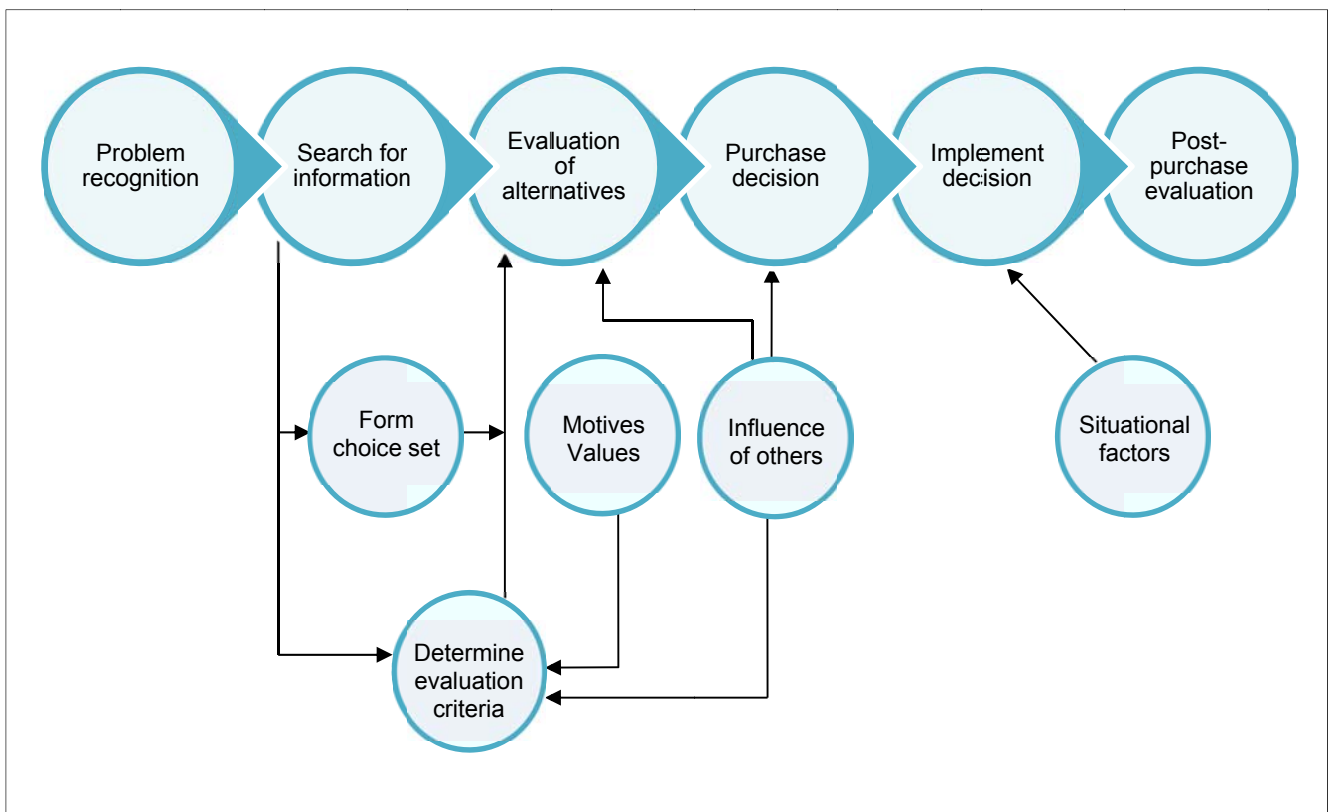 Problem
recognition
Search for
information
Evaluation
of
alternatives
Purchase
decision
Implement
decision
Post-
purchase
evaluation
Form
choice set
Motives
Values
Influence
of others
Situational
factors
Determine
evaluation
criteria